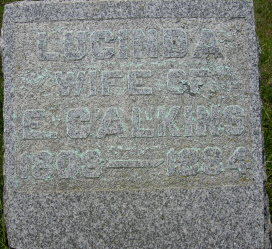 LUCINDA
WIFE OF
E. CALKINS
1808—1884